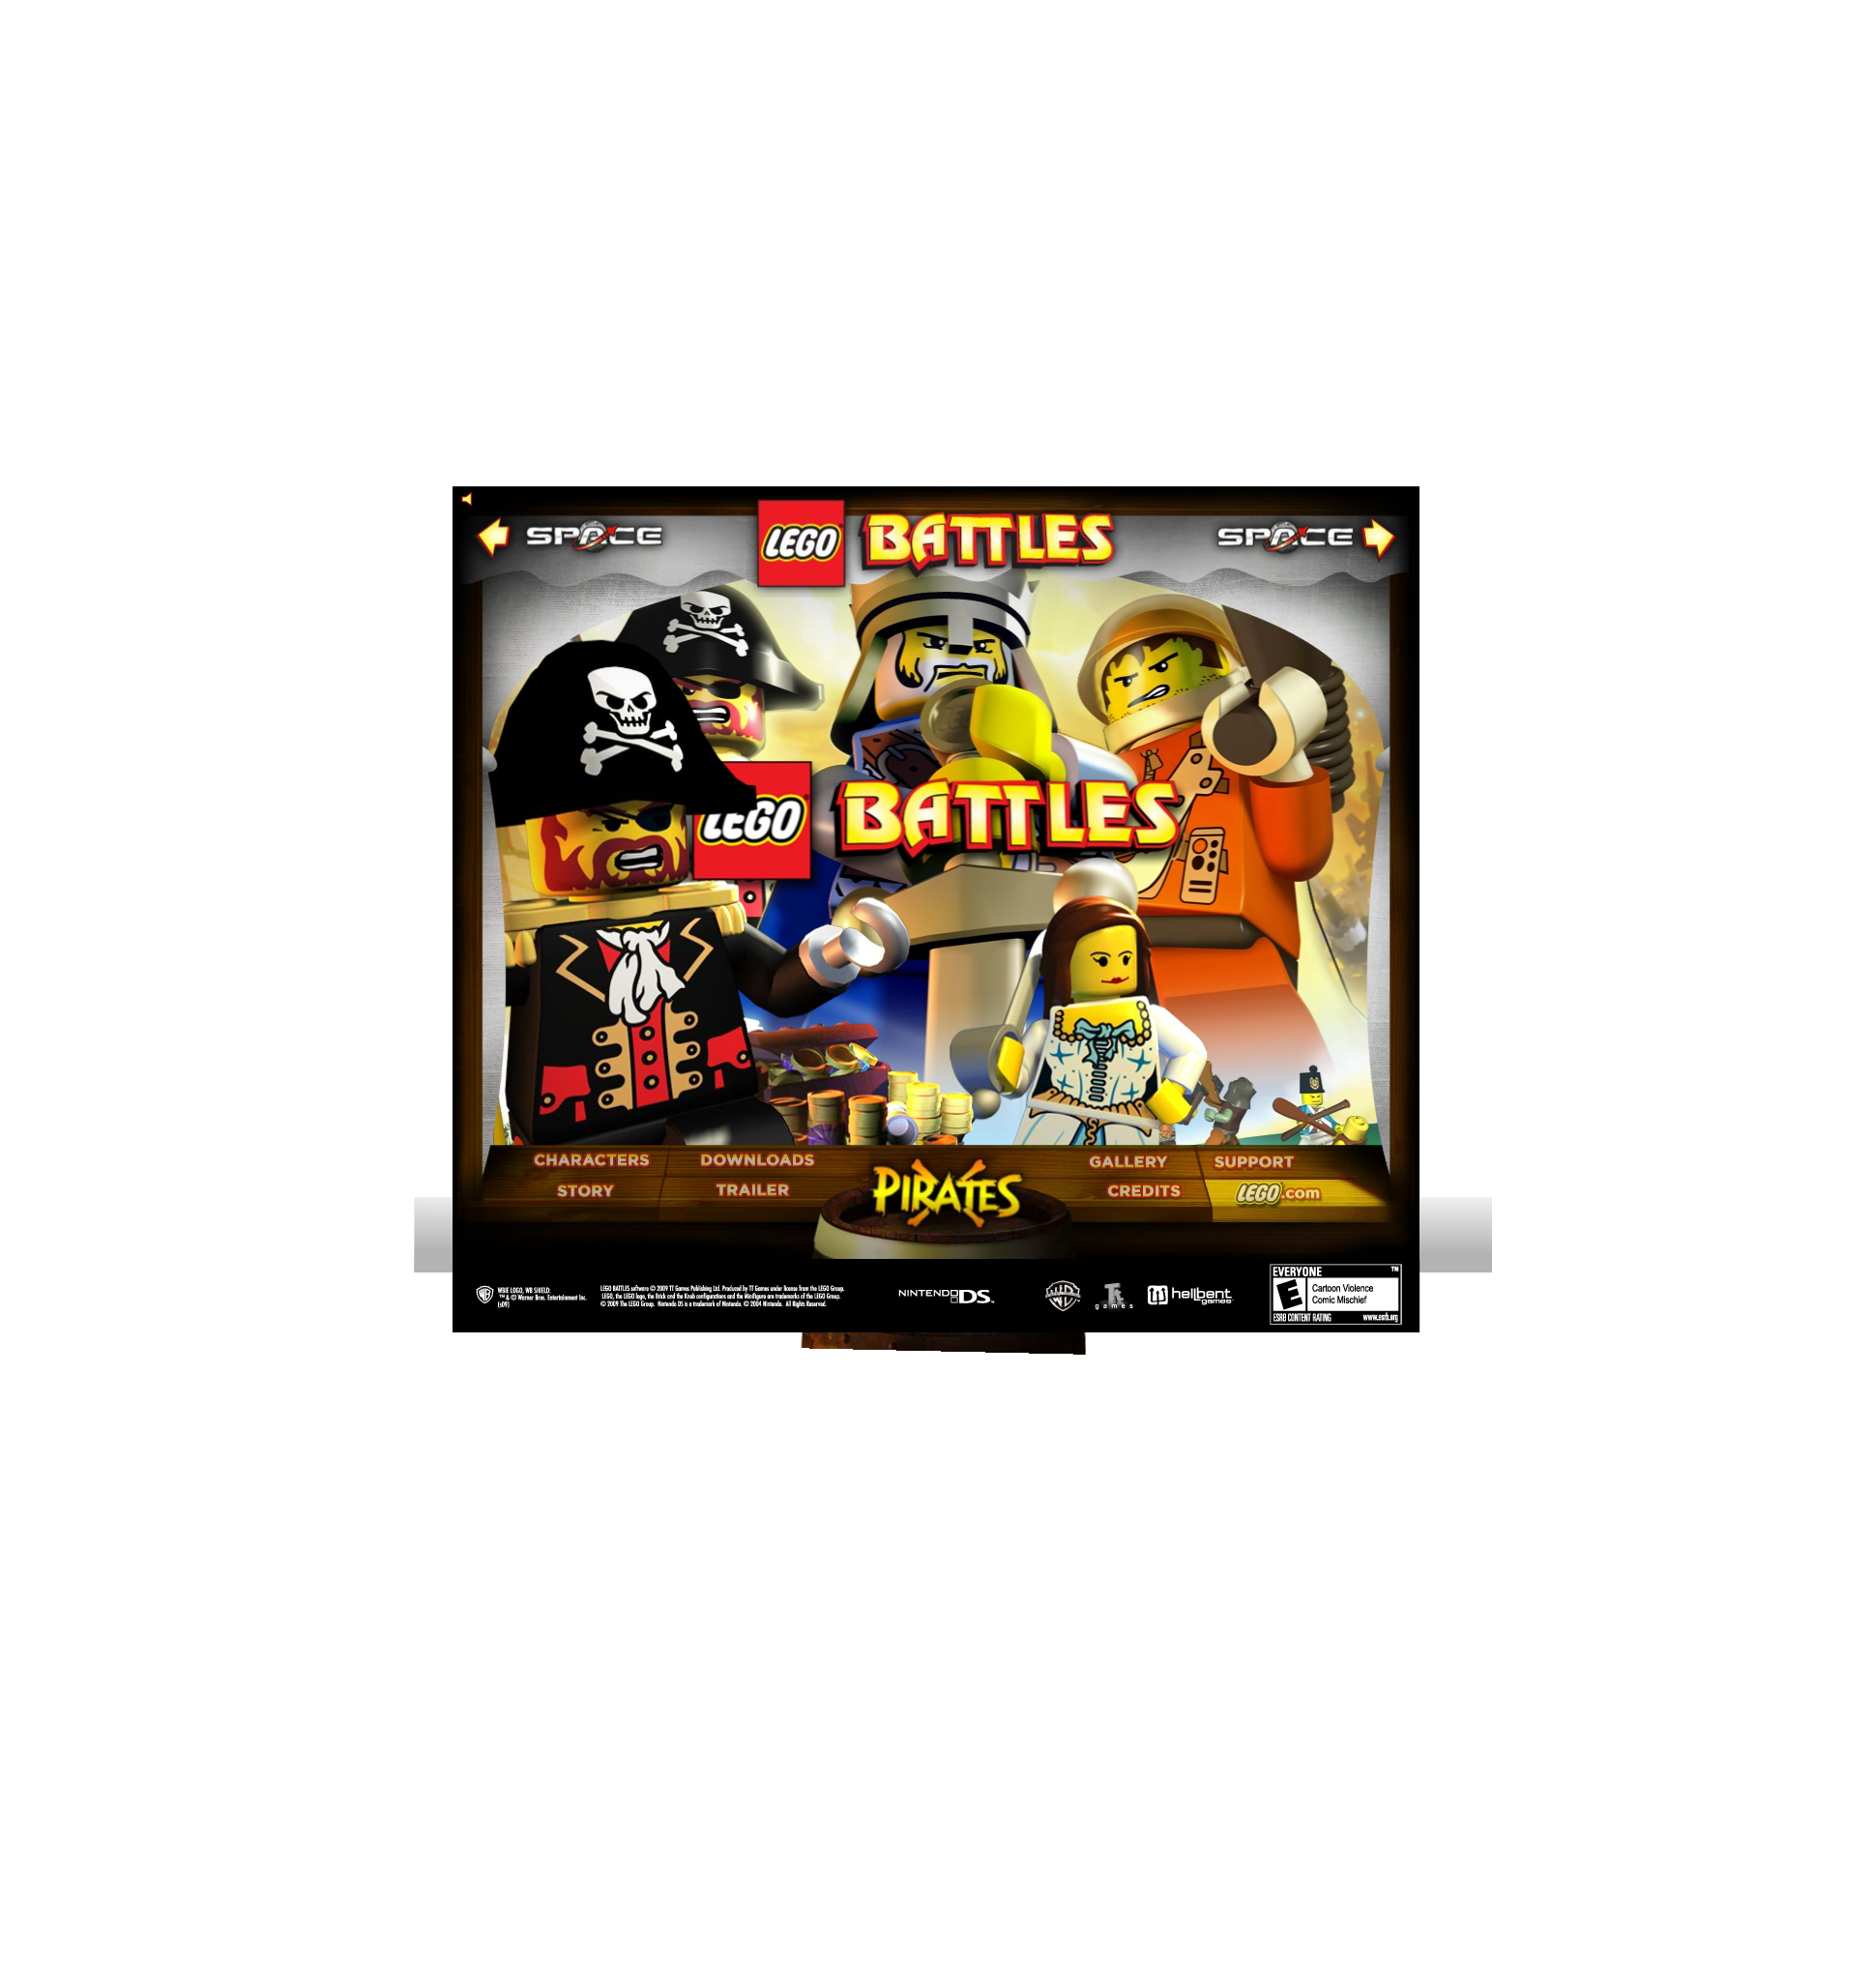 SPACE
LEGO BATTLES
SPACE
LEGO BATTLES
CHARACTERS
DOWNLOADS
GALLERY
SUPPORT
STORY
TRAILER
PIRATES
CREDITS
LEGO.com
WBIE LOGO, WB SHIELD:
™ & © Warner Bros. Entertainment Inc.
(s09)
LEGO BATTLES software © 2009 TT Games Publishing Ltd. Produced by TT Games under license from the LEGO Group.
LEGO, the LEGO logo, the Brick and the Knob configurations and the Minifigure are trademarks of the LEGO Group.
© 2009 The LEGO Group. Nintendo DS is a trademark of Nintendo. © 2004 Nintendo. All Rights Reserved.
NINTENDO DS™
WB
games
hellbent
games
EVERYONE ™
E
Cartoon Violence
Comic Mischief
ESRB CONTENT RATING www.esrb.org